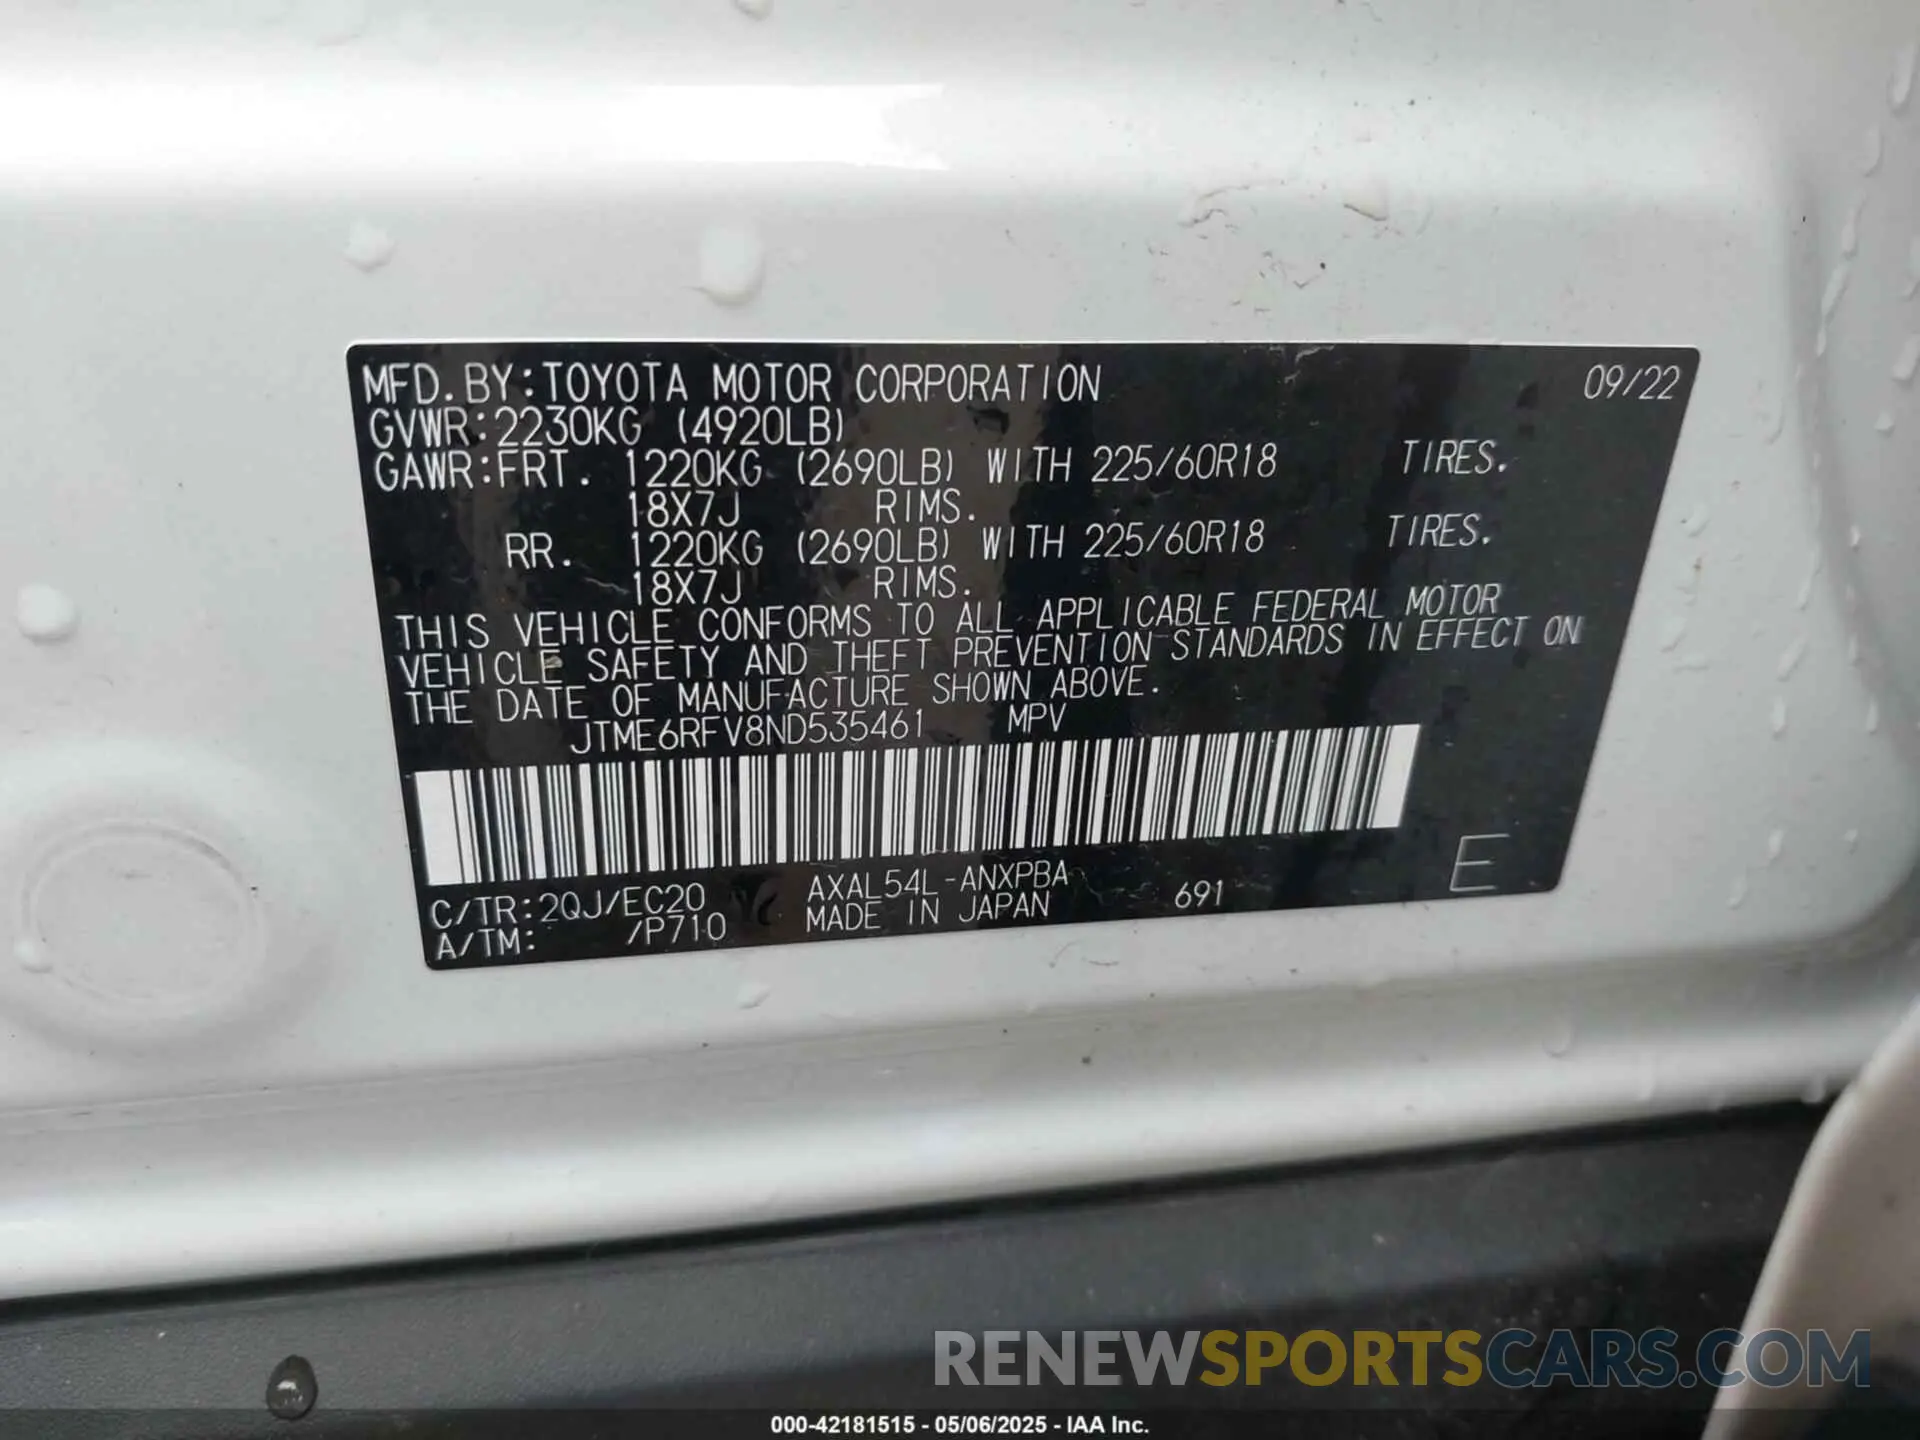 MFD.BY:TOYOTA MOTOR CORPORATION 09/22
GVWR:2230KG (4920LB)
GAWR:FRT. 1220KG (2690LB) WITH 225/60R18 TIRES.
18X7J RIMS.
RR. 1220KG (2690LB) WITH 225/60R18 TIRES.
18X7J RIMS.
THIS VEHICLE CONFORMS TO ALL APPLICABLE FEDERAL MOTOR
VEHICLE SAFETY AND THEFT PREVENTION STANDARDS IN EFFECT ON
THE DATE OF MANUFACTURE SHOWN ABOVE.
JTME6RFV8ND535461 MPV
C/TR:2QJ/EC20 AXAL54L-ANXPBA 691 E
A/TM: /P710 MADE IN JAPAN
RENEWSPORTSCARS.COM
000-42181515 - 05/06/2025 - IAA Inc.